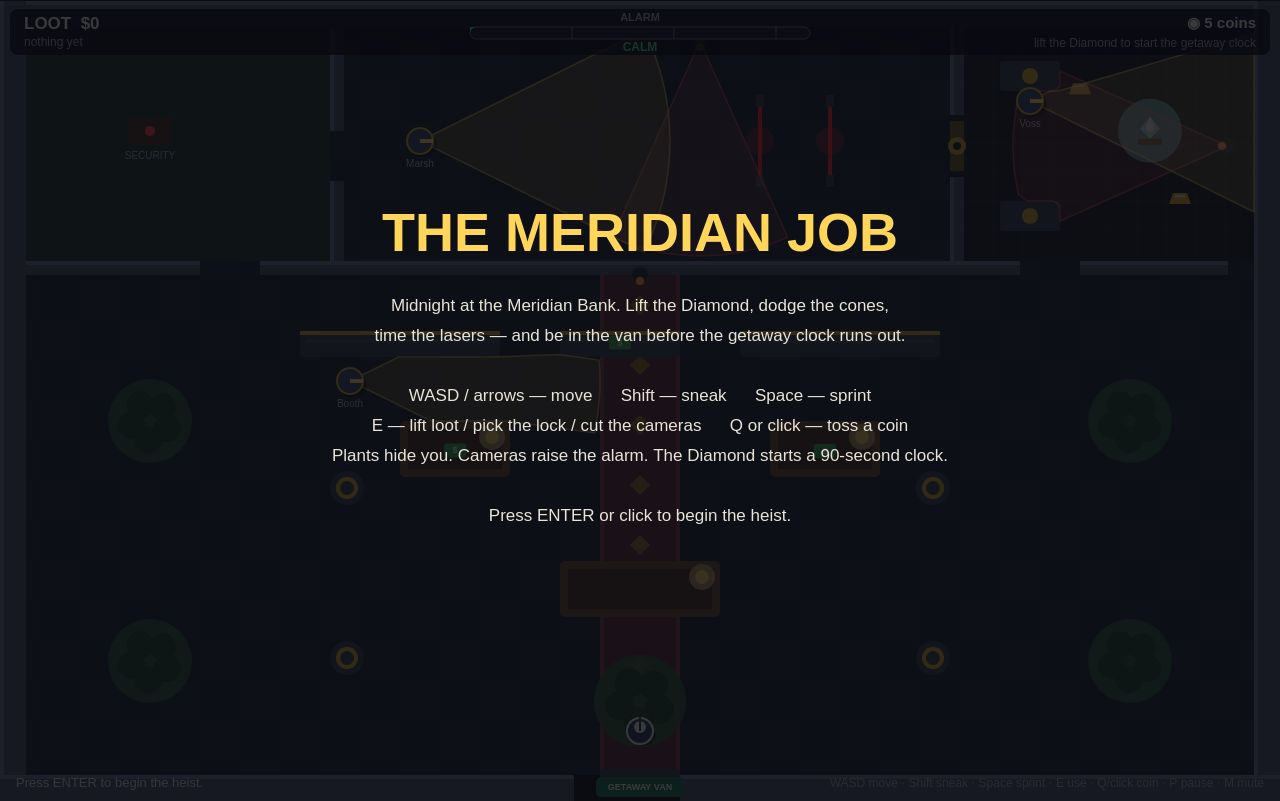 LOOT $0
nothing yet
ALARM
CALM
◉ 5 coins
lift the Diamond to start the getaway clock
SECURITY
Marsh
Voss
THE MERIDIAN JOB
Midnight at the Meridian Bank. Lift the Diamond, dodge the cones,
time the lasers — and be in the van before the getaway clock runs out.
WASD / arrows — move Shift — sneak Space — sprint
Booth
E — lift loot / pick the lock / cut the cameras Q or click — toss a coin
Plants hide you. Cameras raise the alarm. The Diamond starts a 90-second clock.
Press ENTER or click to begin the heist.
Press ENTER to begin the heist.
GETAWAY VAN
WASD move · Shift sneak · Space sprint · E use · Q/click coin · P pause · M mute